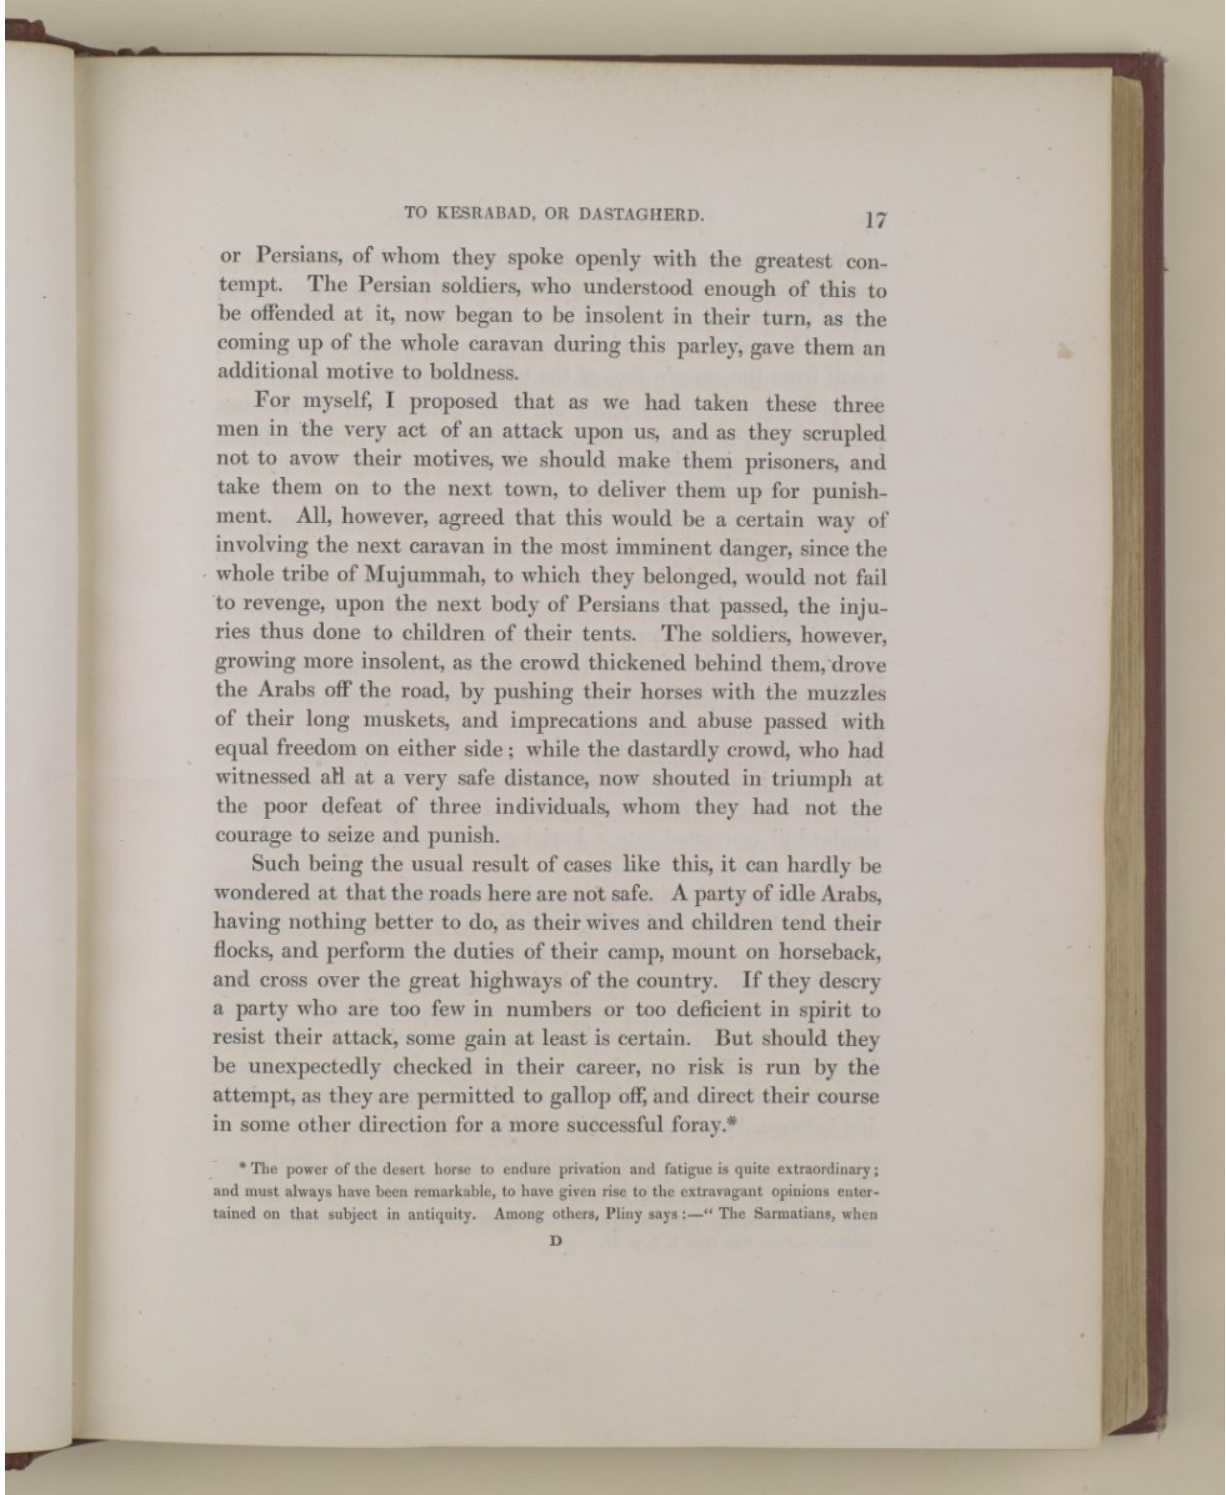 TO KESRABAD, OR DASTAGHERD. 17
or Persians, of whom they spoke openly with the greatest con-
tempt. The Persian soldiers, who understood enough of this to
be offended at it, now began to be insolent in their turn, as the
coming up of the whole caravan during this parley, gave them an
additional motive to boldness.
For myself, I proposed that as we had taken these three
men in the very act of an attack upon us, and as they scrupled
not to avow their motives, we should make them prisoners, and
take them on to the next town, to deliver them up for punish-
ment. All, however, agreed that this would be a certain way of
involving the next caravan in the most imminent danger, since the
whole tribe of Mujummah, to which they belonged, would not fail
to revenge, upon the next body of Persians that passed, the inju-
ries thus done to children of their tents. The soldiers, however,
growing more insolent, as the crowd thickened behind them, drove
the Arabs off the road, by pushing their horses with the muzzles
of their long muskets, and imprecations and abuse passed with
equal freedom on either side; while the dastardly crowd, who had
witnessed all at a very safe distance, now shouted in triumph at
the poor defeat of three individuals, whom they had not the
courage to seize and punish.
Such being the usual result of cases like this, it can hardly be
wondered at that the roads here are not safe. A party of idle Arabs,
having nothing better to do, as their wives and children tend their
flocks, and perform the duties of their camp, mount on horseback,
and cross over the great highways of the country. If they descry
a party who are too few in numbers or too deficient in spirit to
resist their attack, some gain at least is certain. But should they
be unexpectedly checked in their career, no risk is run by the
attempt, as they are permitted to gallop off, and direct their course
in some other direction for a more successful foray.*
* The power of the desert horse to endure privation and fatigue is quite extraordinary;
and must always have been remarkable, to have given rise to the extravagant opinions enter-
tained on that subject in antiquity. Among others, Pliny says:—“ The Sarmatians, when
D